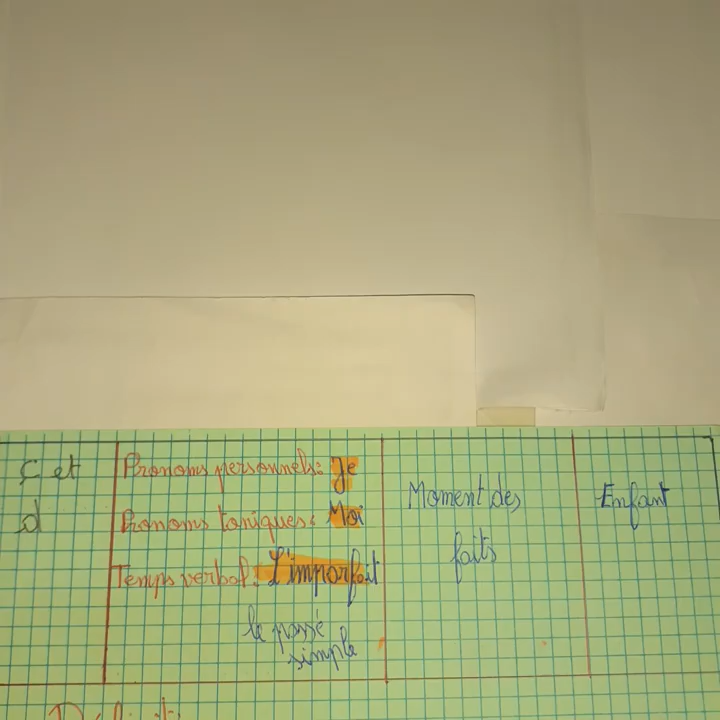 c et
d
Pronoms personnels: Je
Pronoms toniques: Moi
Temps verbal: L'imparfait
le passé
simple
Moment des
faits
Enfant